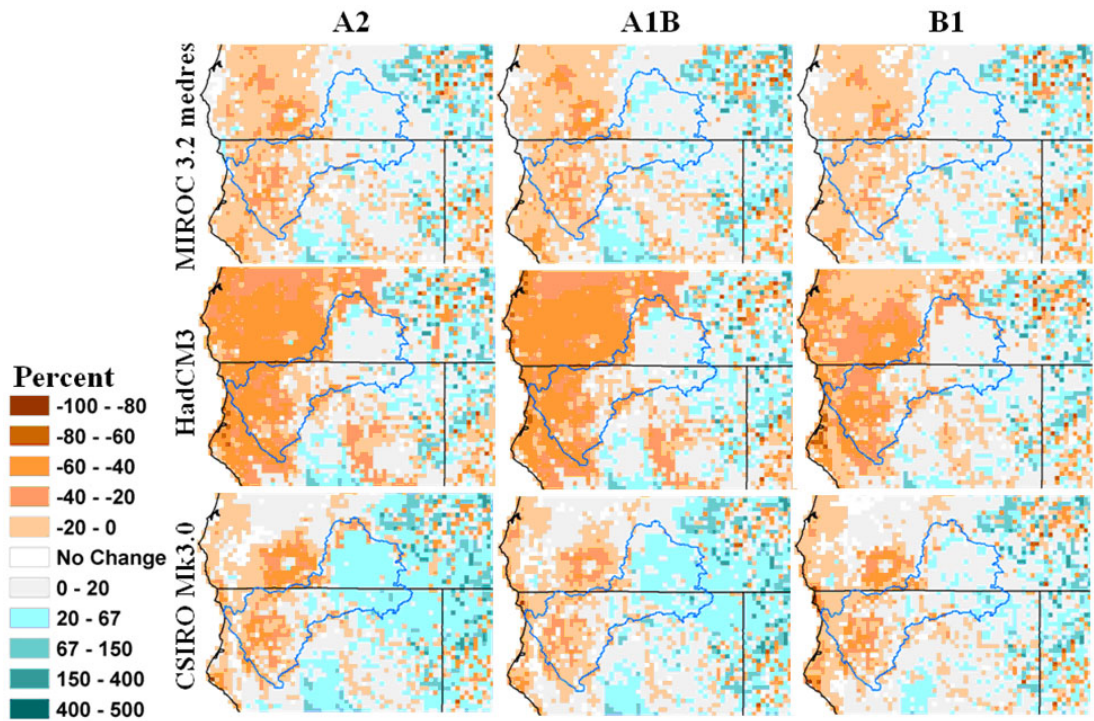 A2 A1B B1
MIROC 3.2 medres
HadCM3
CSIRO Mk3.0
Percent
-100 - -80
-80 - -60
-60 - -40
-40 - -20
-20 - 0
No Change
0 - 20
20 - 67
67 - 150
150 - 400
400 - 500